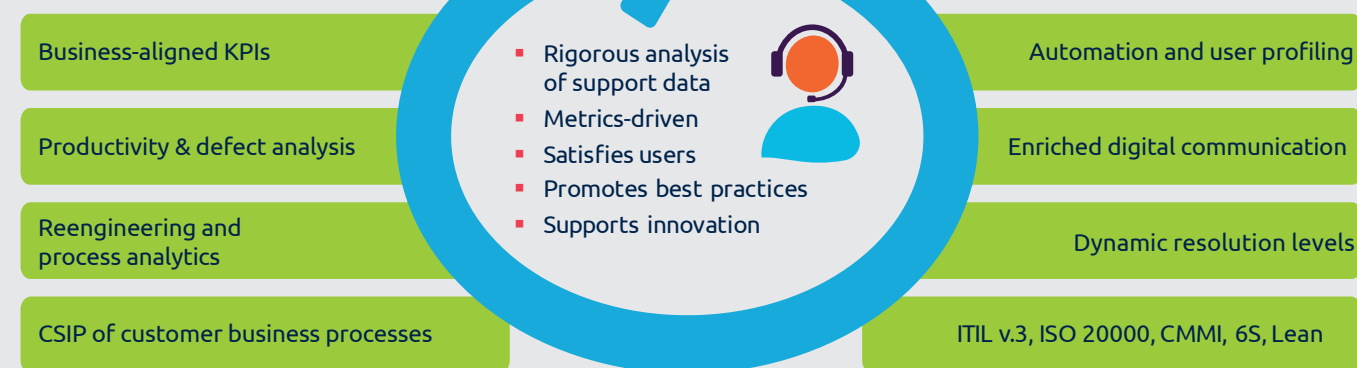 Business-aligned KPIs
Productivity & defect analysis
Reengineering and
process analytics
CSIP of customer business processes
Rigorous analysis
of support data
Metrics-driven
Satisfies users
Promotes best practices
Supports innovation
Automation and user profiling
Enriched digital communication
Dynamic resolution levels
ITIL v.3, ISO 20000, CMMI, 6S, Lean